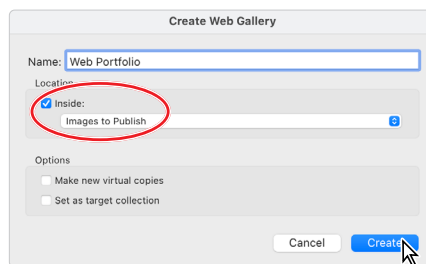 Create Web Gallery
Name: Web Portfolio
Location
Inside:
Images to Publish
Options
Make new virtual copies
Set as target collection
Cancel Create